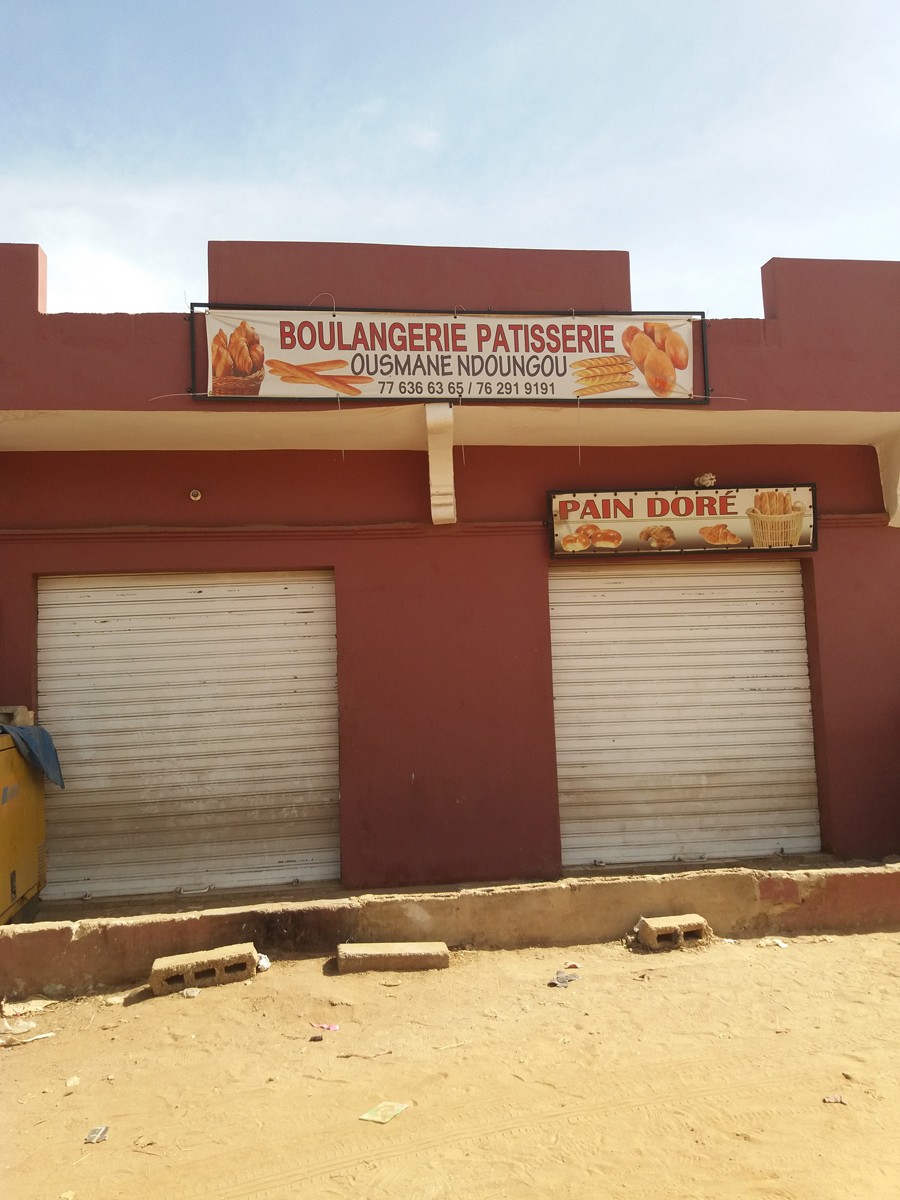 BOULANGERIE PATISSERIE
OUSMANE NDOUNGOU
77 636 63 65 / 76 291 9191
PAIN DORÉ